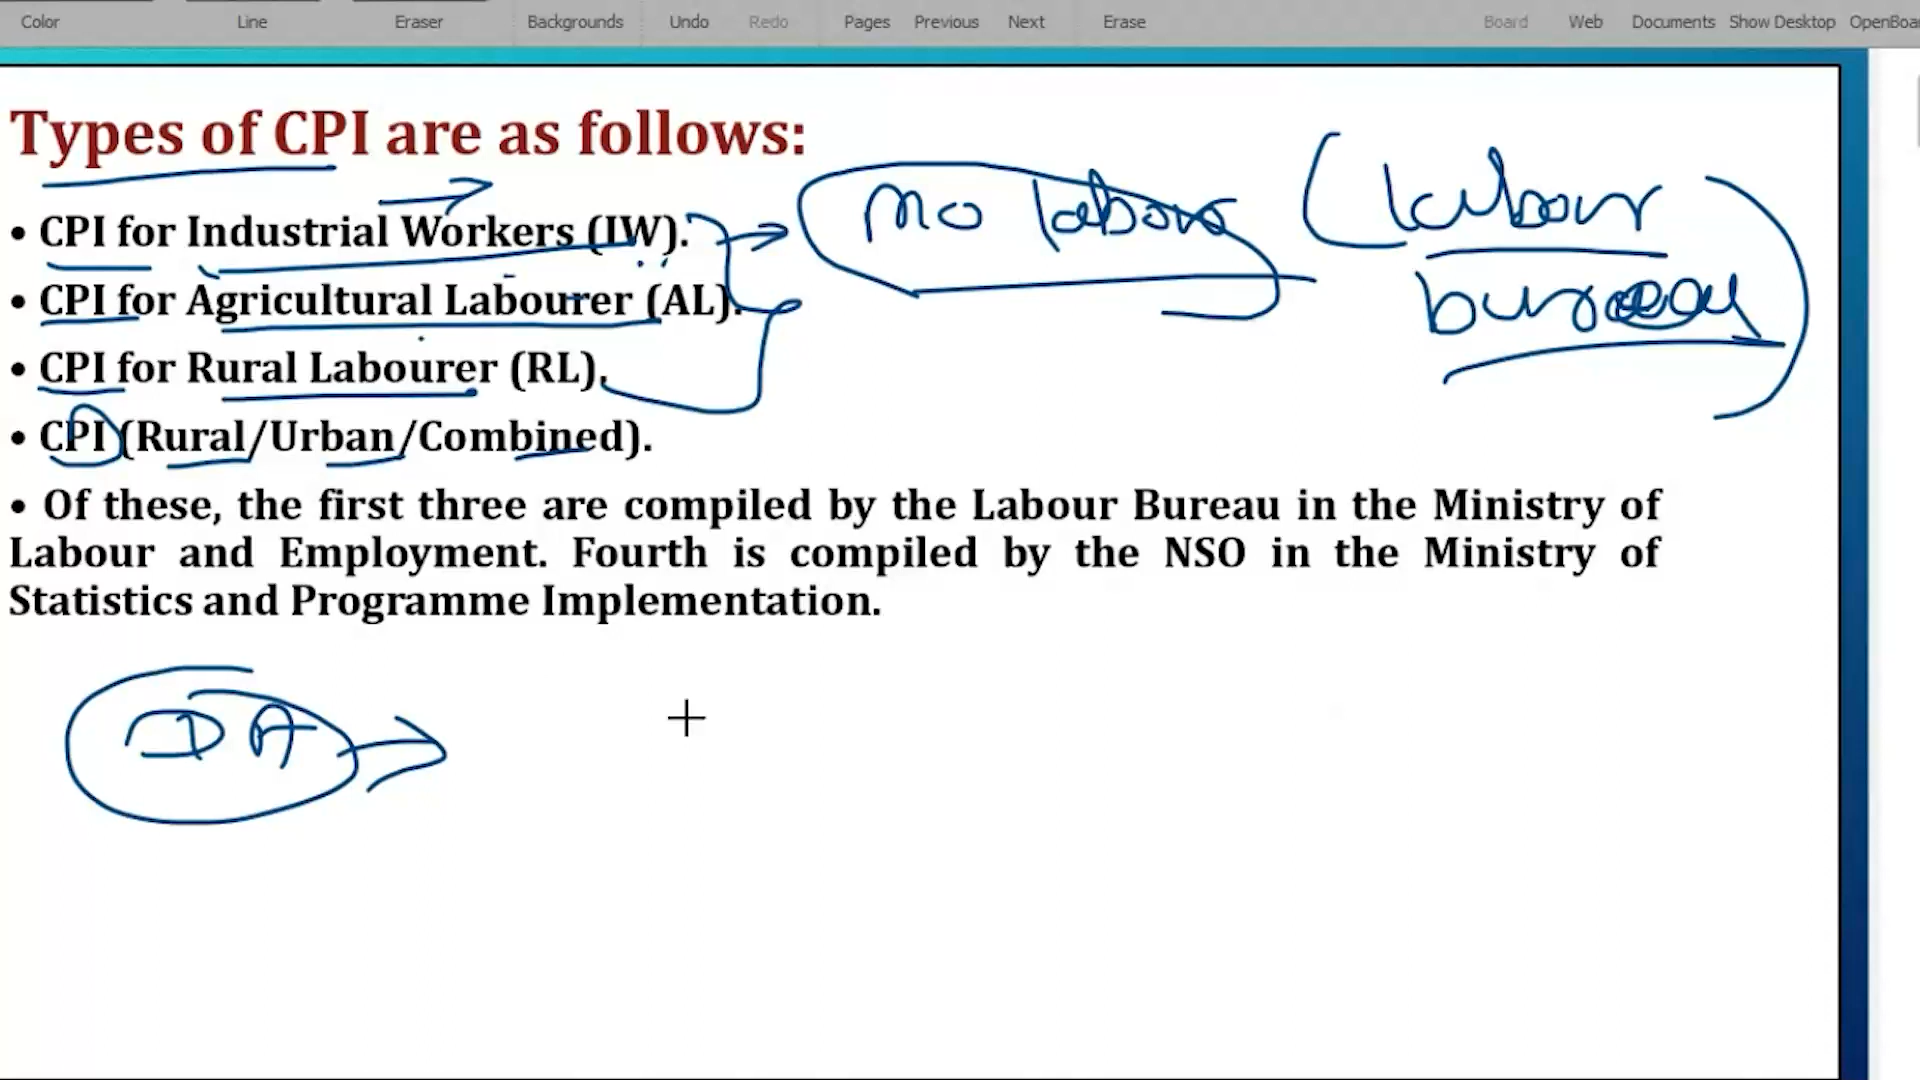 Color Line Eraser Backgrounds Undo Redo Pages Previous Next Erase Board Web Documents Show Desktop OpenBoar
Types of CPI are as follows:
• CPI for Industrial Workers (IW).
mo labour
(labour
bureau)
• CPI for Agricultural Labourer (AL).
• CPI for Rural Labourer (RL).
• CPI (Rural/Urban/Combined).
• Of these, the first three are compiled by the Labour Bureau in the Ministry of
Labour and Employment. Fourth is compiled by the NSO in the Ministry of
Statistics and Programme Implementation.
DA